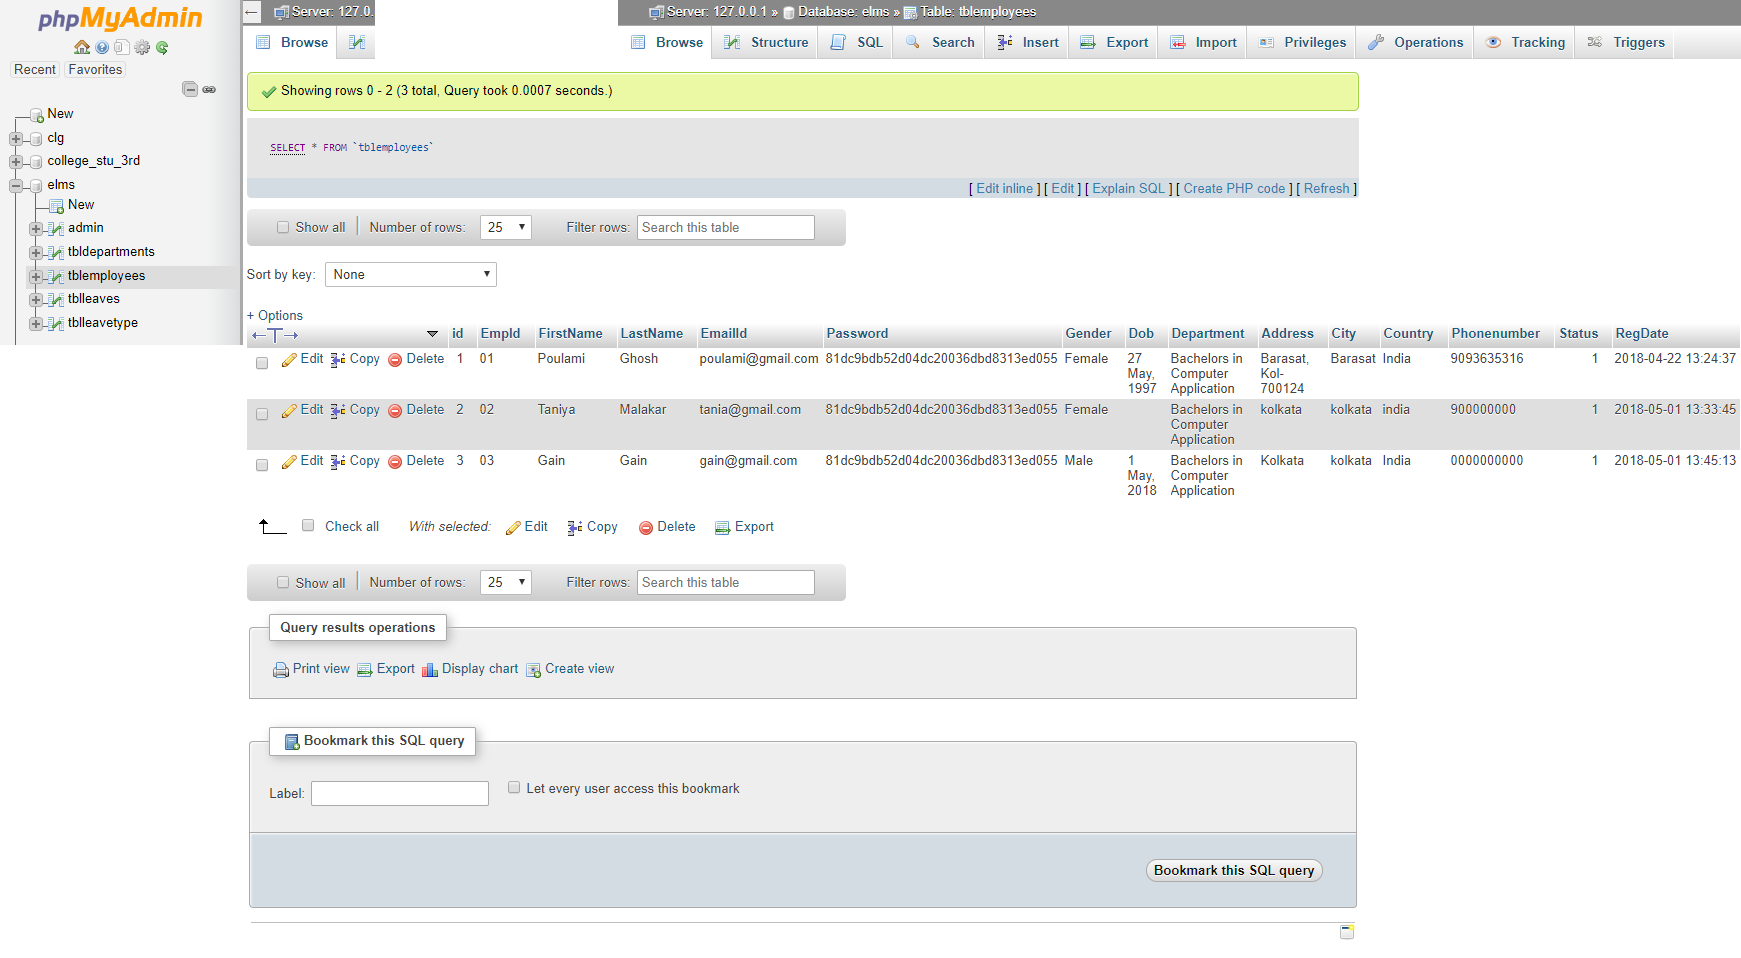 phpMyAdmin
Recent Favorites
New
clg
college_stu_3rd
elms
New
admin
tbldepartments
tblemployees
tblleaves
tblleavetype
Server: 127.0.
Server: 127.0.0.1 » Database: elms » Table: tblemployees
Browse
Browse Structure SQL Search Insert Export Import Privileges Operations Tracking Triggers
Showing rows 0 - 2 (3 total, Query took 0.0007 seconds.)
SELECT * FROM `tblemployees`
[ Edit inline ] [ Edit ] [ Explain SQL ] [ Create PHP code ] [ Refresh ]
Show all Number of rows: 25 Filter rows: Search this table
Sort by key: None
+ Options
←T→ id EmpId FirstName LastName EmailId Password Gender Dob Department Address City Country Phonenumber Status RegDate
Edit Copy Delete 1 01 Poulami Ghosh poulami@gmail.com 81dc9bdb52d04dc20036dbd8313ed055 Female 27 Bachelors in Barasat, Barasat India 9093635316 1 2018-04-22 13:24:37
May, Computer Kol-
1997 Application 700124
Edit Copy Delete 2 02 Taniya Malakar tania@gmail.com 81dc9bdb52d04dc20036dbd8313ed055 Female Bachelors in kolkata kolkata india 900000000 1 2018-05-01 13:33:45
Computer
Application
Edit Copy Delete 3 03 Gain Gain gain@gmail.com 81dc9bdb52d04dc20036dbd8313ed055 Male 1 Bachelors in Kolkata kolkata India 0000000000 1 2018-05-01 13:45:13
May, Computer
2018 Application
Check all With selected: Edit Copy Delete Export
Show all Number of rows: 25 Filter rows: Search this table
Query results operations
Print view Export Display chart Create view
Bookmark this SQL query
Label: Let every user access this bookmark
Bookmark this SQL query